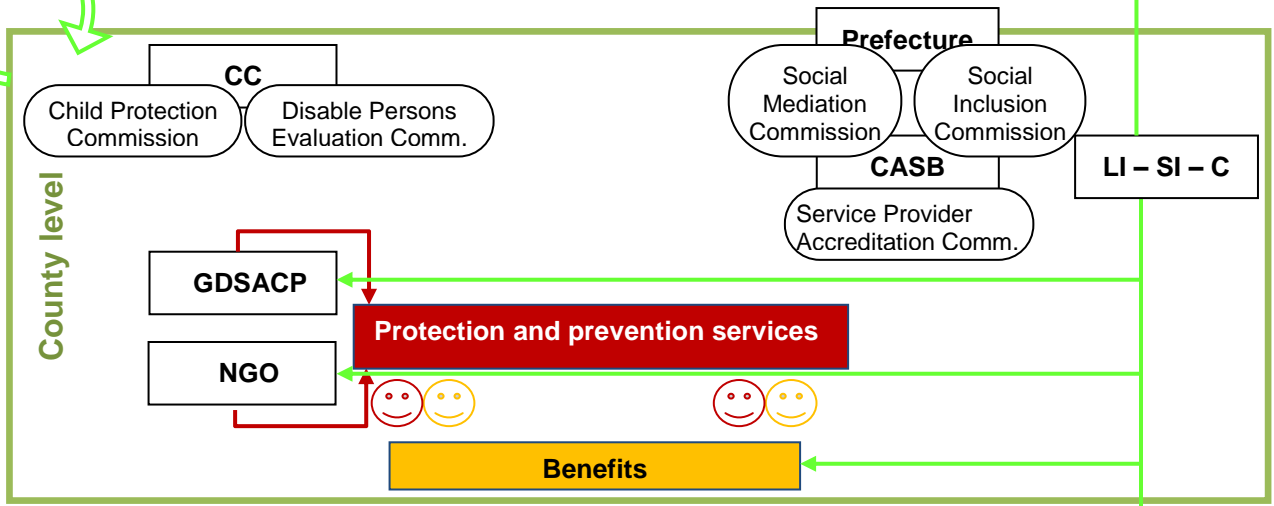 Prefecture
CC
Child Protection
Commission
Disable Persons
Evaluation Comm.
Social
Mediation
Commission
Social
Inclusion
Commission
CASB
LI – SI – C
Service Provider
Accreditation Comm.
County level
GDSACP
Protection and prevention services
NGO
Benefits